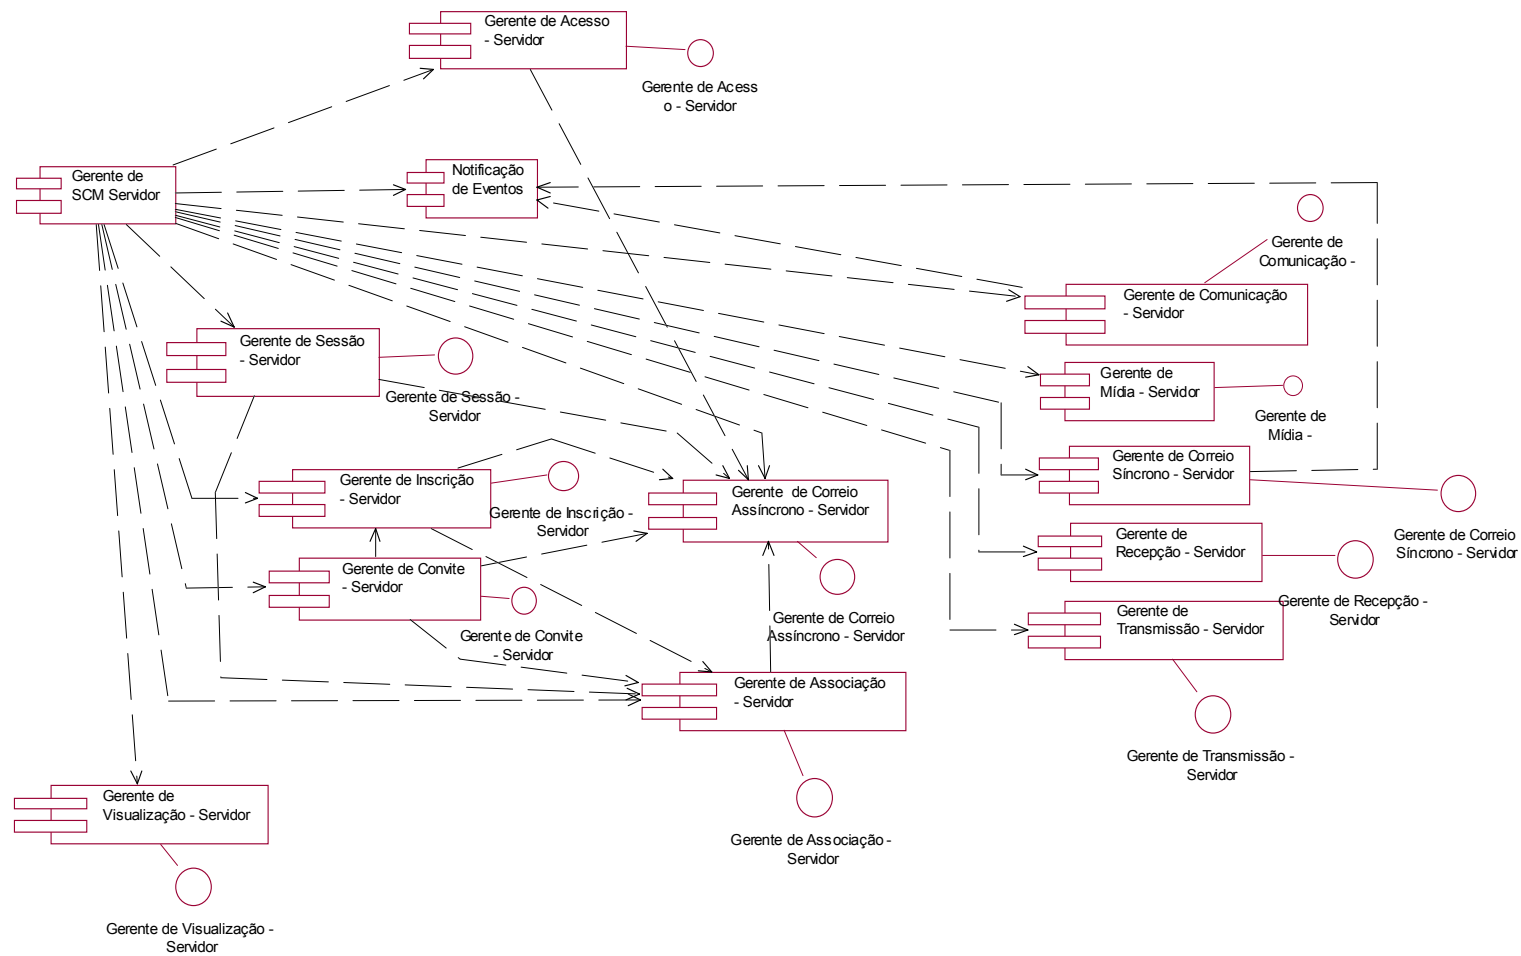 Gerente de Acesso
- Servidor
Gerente de Acess
o - Servidor
Gerente de
SCM Servidor
Notificação
de Eventos
Gerente de
Comunicação -
Gerente de Comunicação
- Servidor
Gerente de Sessão
- Servidor
Gerente de Sessão -
Servidor
Gerente de
Mídia - Servidor
Gerente de
Mídia -
Gerente de Correio
Síncrono - Servidor
Gerente de Correio
Síncrono - Servidor
Gerente de Inscrição
- Servidor
Gerente de Inscrição -
Servidor
Gerente de Correio
Assíncrono - Servidor
Gerente de Correio
Assíncrono - Servidor
Gerente de
Recepção - Servidor
Gerente de Recepção -
Servidor
Gerente de Convite
- Servidor
Gerente de Convite
- Servidor
Gerente de
Transmissão - Servidor
Gerente de Transmissão -
Servidor
Gerente de Associação
- Servidor
Gerente de Associação -
Servidor
Gerente de
Visualização - Servidor
Gerente de Visualização -
Servidor